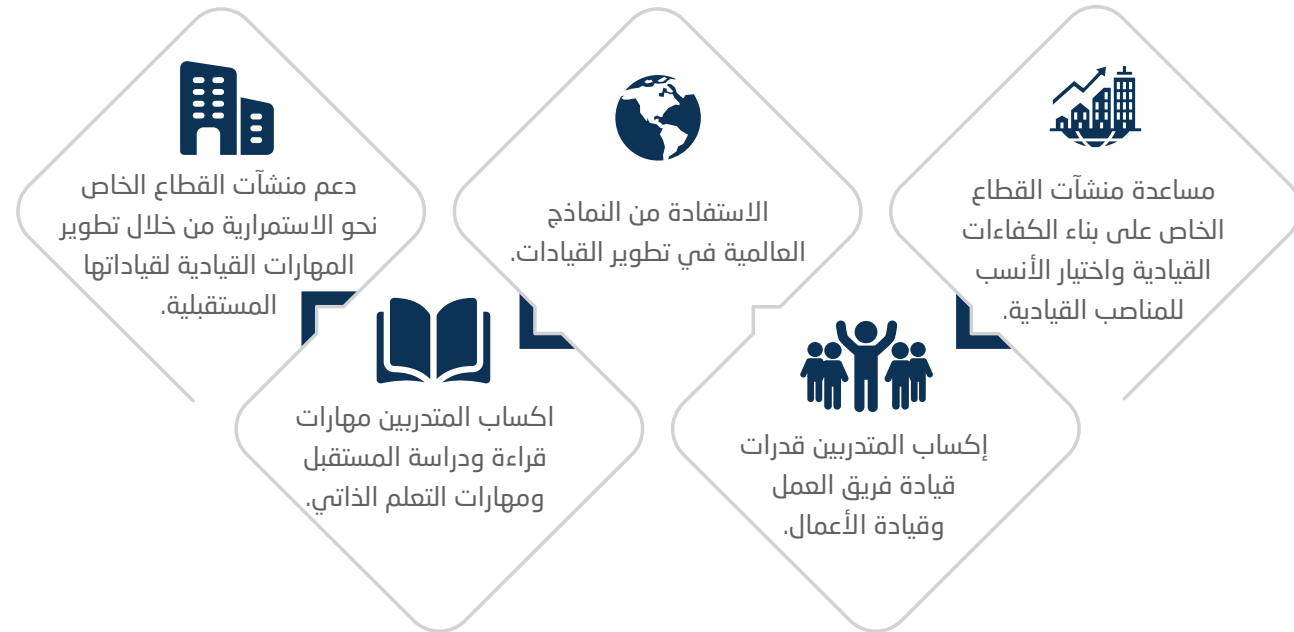 مساعدة منشآت القطاع
الخاص على بناء الكفاءات
القيادية واختيار الأنسب
للمناصب القيادية.
إكساب المتدربين قدرات
قيادة فريق العمل
وقيادة الأعمال.
الاستفادة من النماذج
العالمية في تطوير القيادات.
اكساب المتدربين مهارات
قراءة ودراسة المستقبل
ومهارات التعلم الذاتي.
دعم منشآت القطاع الخاص
نحو الاستمرارية من خلال تطوير
المهارات القيادية لقياداتها
المستقبلية.